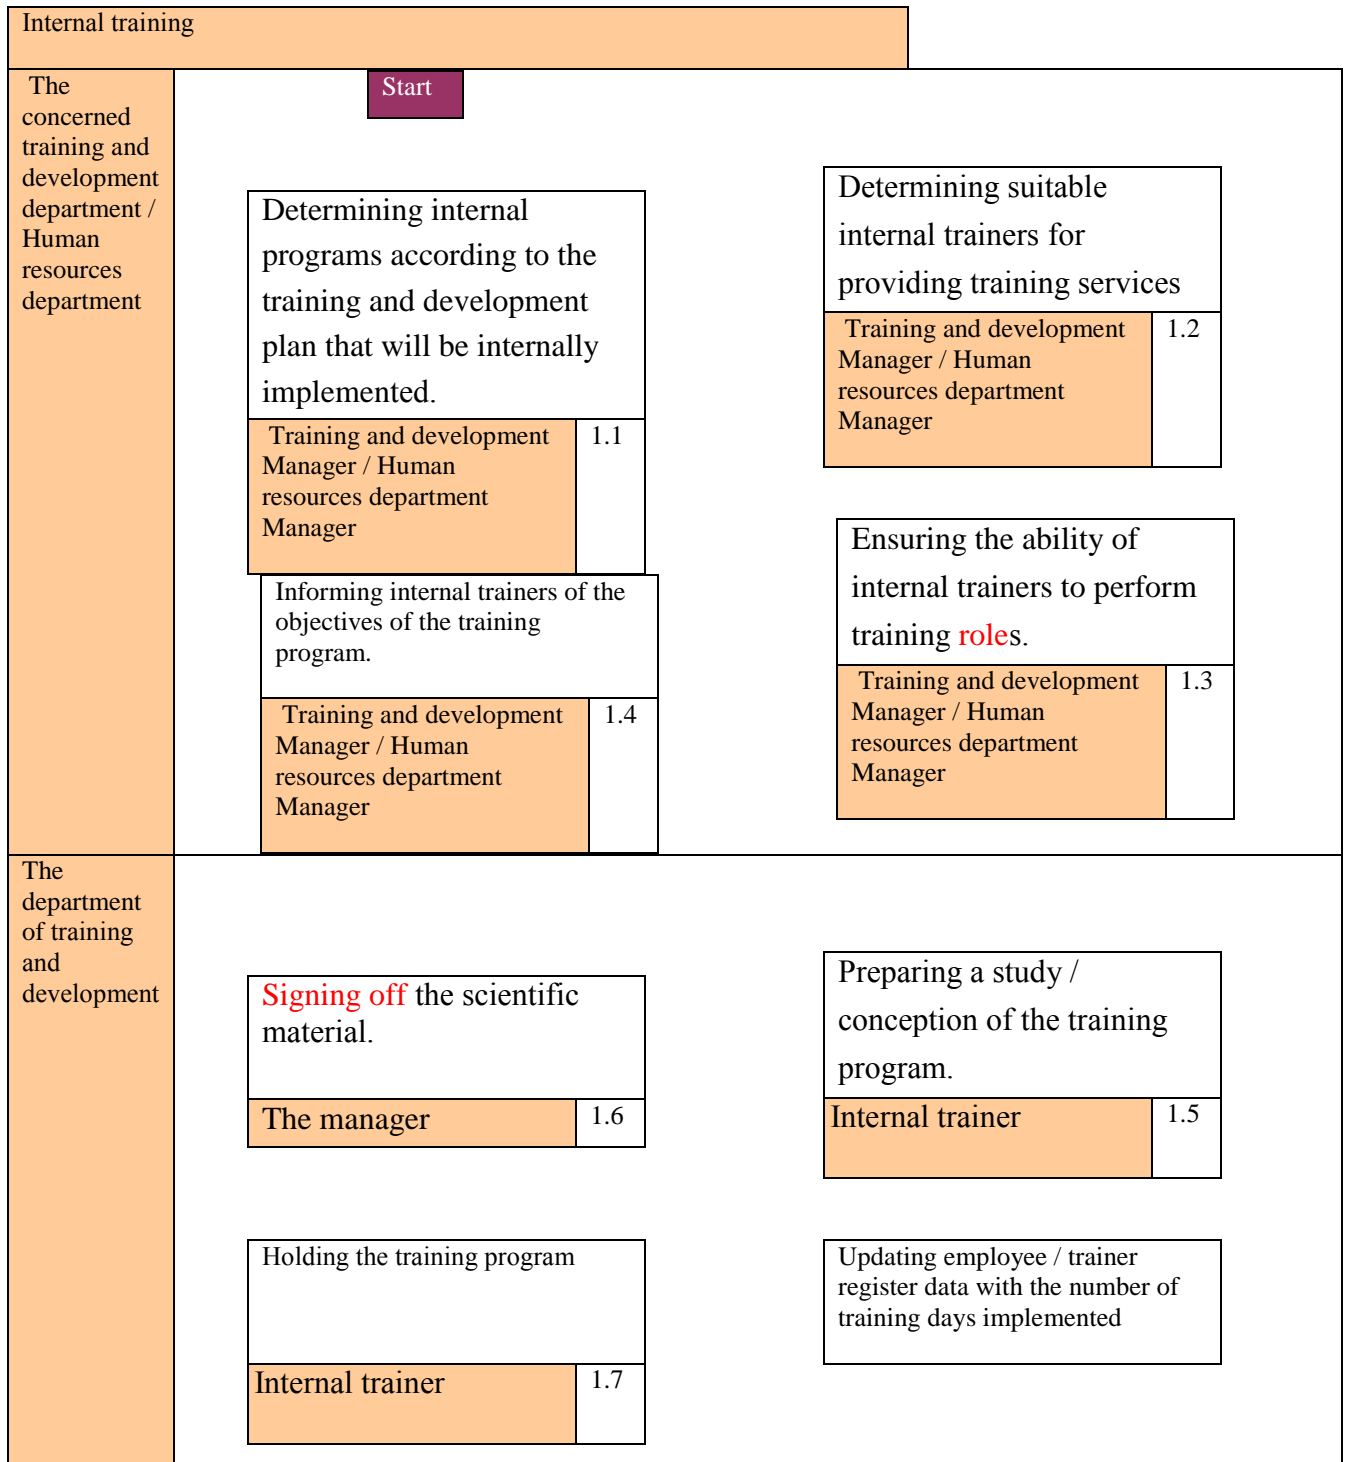 Internal training
The
concerned
training and
development
department /
Human
resources
department
Start
Determining internal
programs according to the
training and development
plan that will be internally
implemented.
Training and development
Manager / Human
resources department
Manager
1.1
Determining suitable
internal trainers for
providing training services
Training and development
Manager / Human
resources department
Manager
1.2
Ensuring the ability of
internal trainers to perform
training roles.
Training and development
Manager / Human
resources department
Manager
1.3
Informing internal trainers of the
objectives of the training
program.
Training and development
Manager / Human
resources department
Manager
1.4
The
department
of training
and
development
Preparing a study /
conception of the training
program.
Internal trainer
1.5
Signing off the scientific
material.
The manager
1.6
Holding the training program
Internal trainer
1.7
Updating employee / trainer
register data with the number of
training days implemented